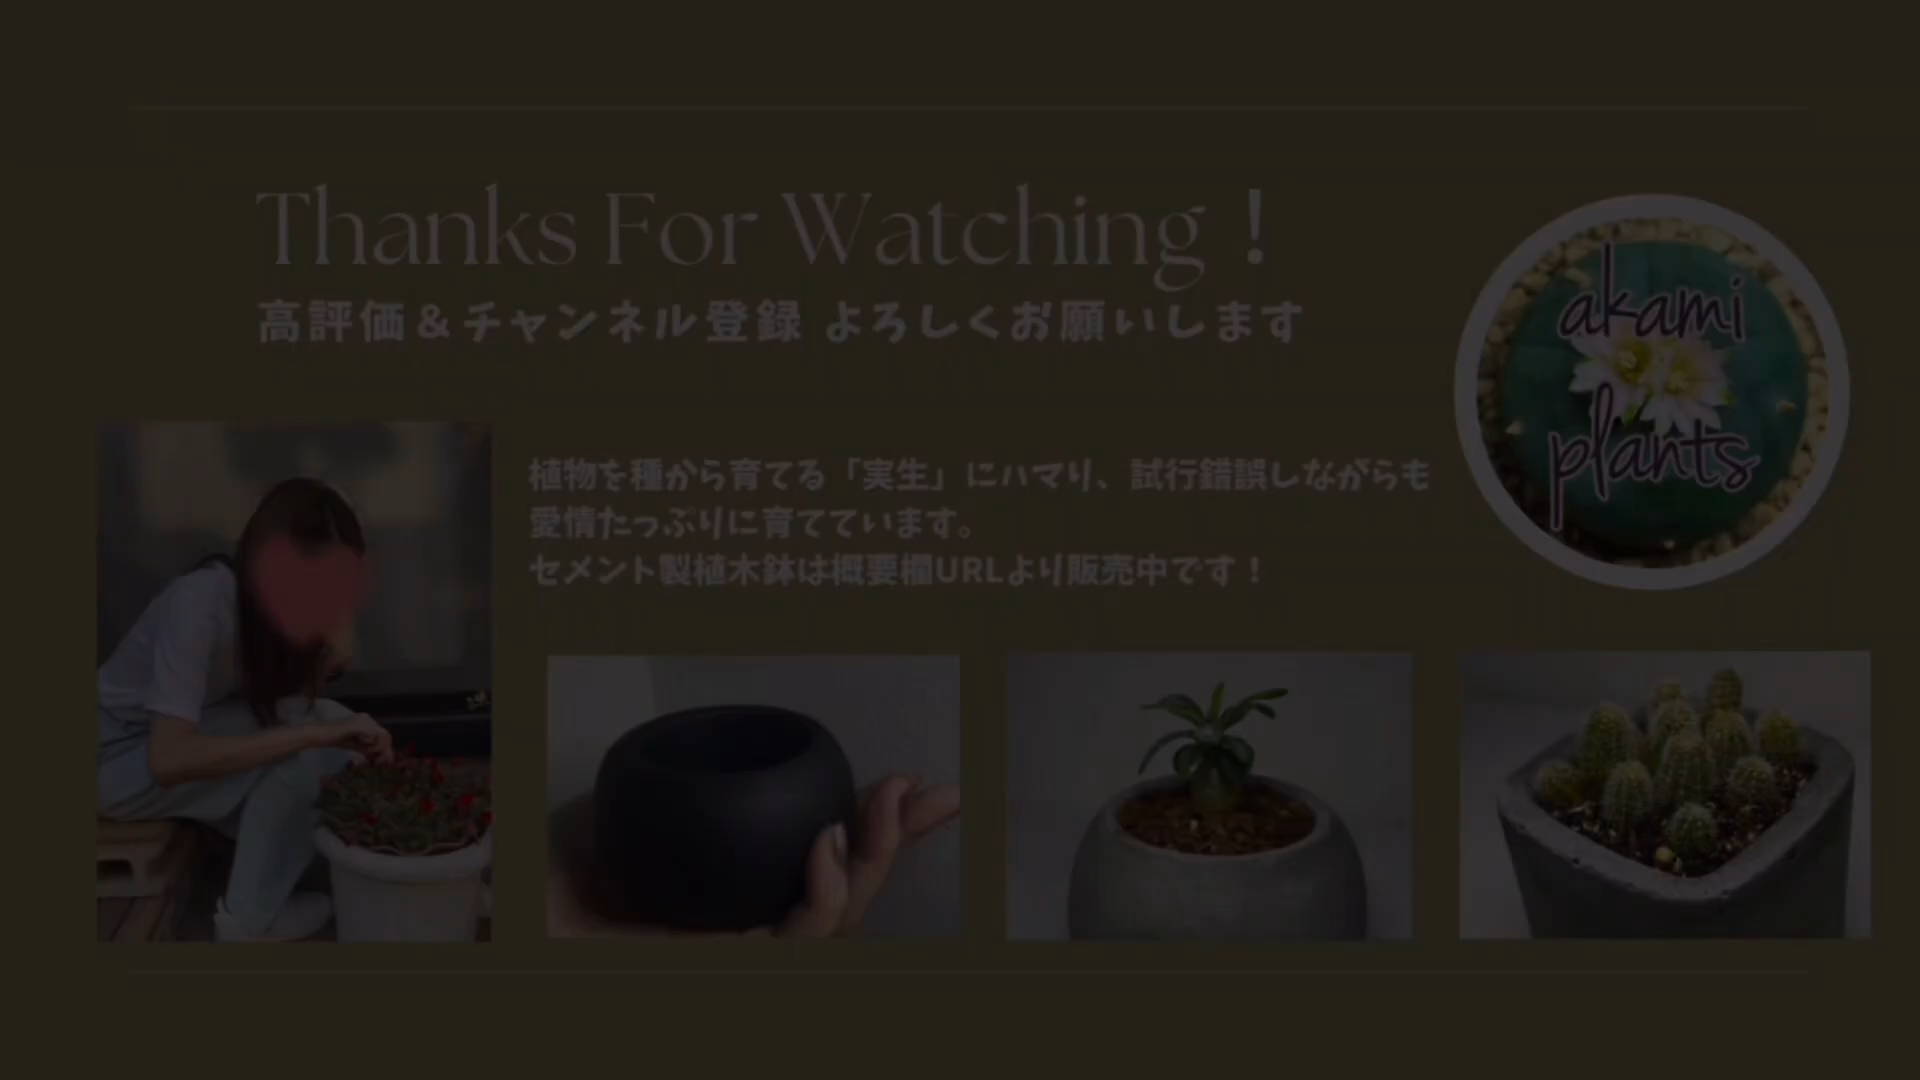 Thanks For Watching！
高評価＆チャンネル登録 よろしくお願いします
akami
plants
植物を種から育てる「実生」にハマり、試行錯誤しながらも
愛情たっぷりに育てています。
セメント製植木鉢は概要欄URLより販売中です！